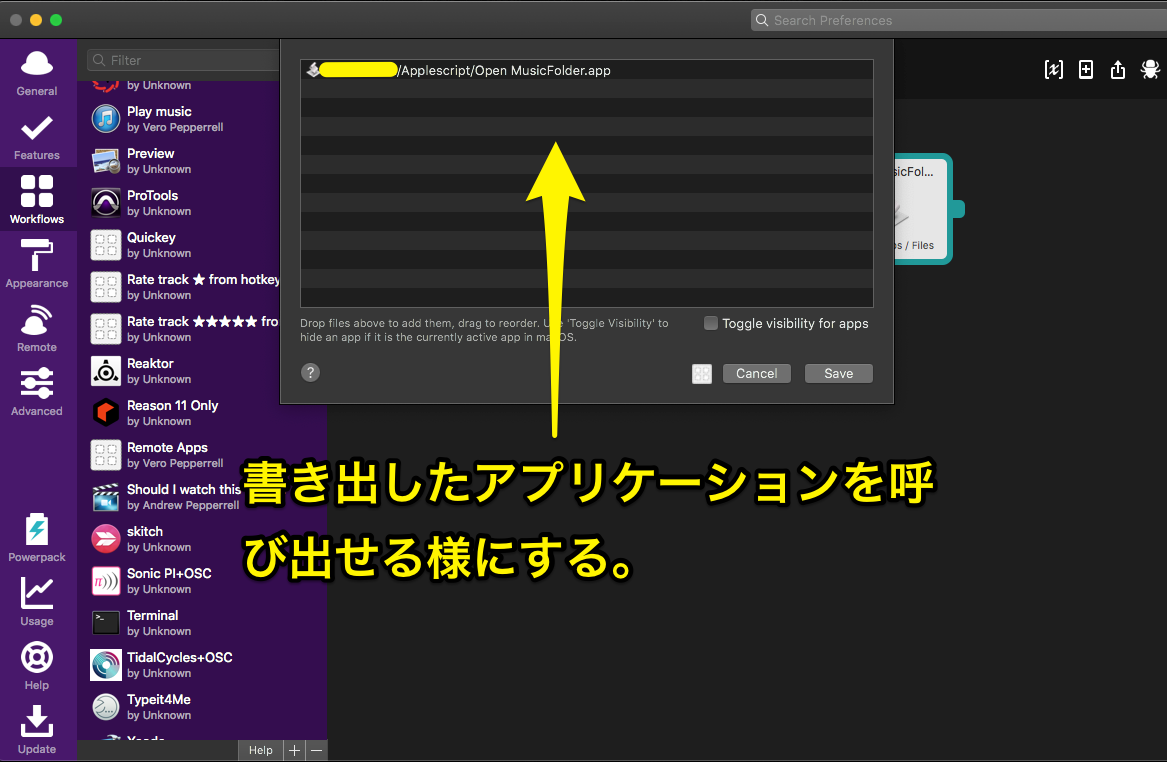 Search Preferences
General
Features
Workflows
Appearance
Remote
Advanced
Powerpack
Usage
Help
Update
Filter
by Unknown
Play music
by Vero Pepperrell
Preview
by Unknown
ProTools
by Unknown
Quickey
by Unknown
Rate track ★ from hotkey
by Unknown
Rate track ★★★★★ fro
by Unknown
Reaktor
by Unknown
Reason 11 Only
by Unknown
Remote Apps
by Vero Pepperrell
Should I watch this
by Andrew Pepperrell
skitch
by Unknown
Sonic PI+OSC
by Unknown
Terminal
by Unknown
TidalCycles+OSC
by Unknown
Typeit4Me
by Unknown
Help
/Applescript/Open MusicFolder.app
Drop files above to add them, drag to reorder. Use 'Toggle Visibility' to
hide an app if it is the currently active app in macOS.
Toggle visibility for apps
?
Cancel
Save
sicFol...
es / Files
書き出したアプリケーションを呼
び出せる様にする。